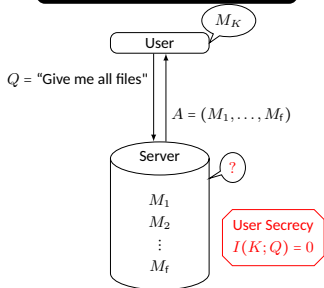 M_K
User
Q = “Give me all files"
A = (M_1, . . . , M_f)
Server
?
M_1
M_2
⋮
M_f
User Secrecy
I(K; Q) = 0